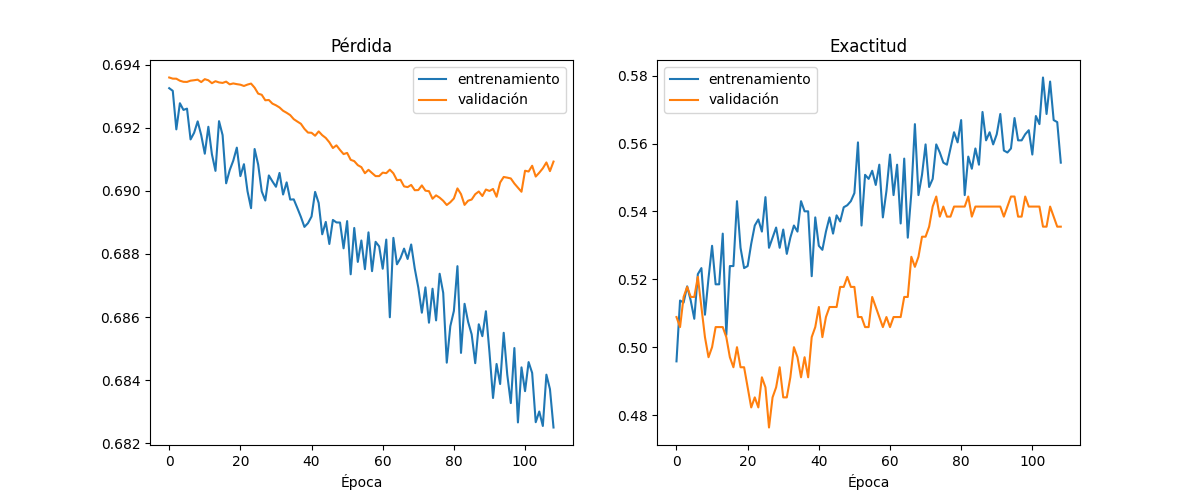 Pérdida
0.694
0.692
0.690
0.688
0.686
0.684
0.682
0 20 40 60 80 100
Época
entrenamiento
validación
Exactitud
0.58
0.56
0.54
0.52
0.50
0.48
0 20 40 60 80 100
Época
entrenamiento
validación